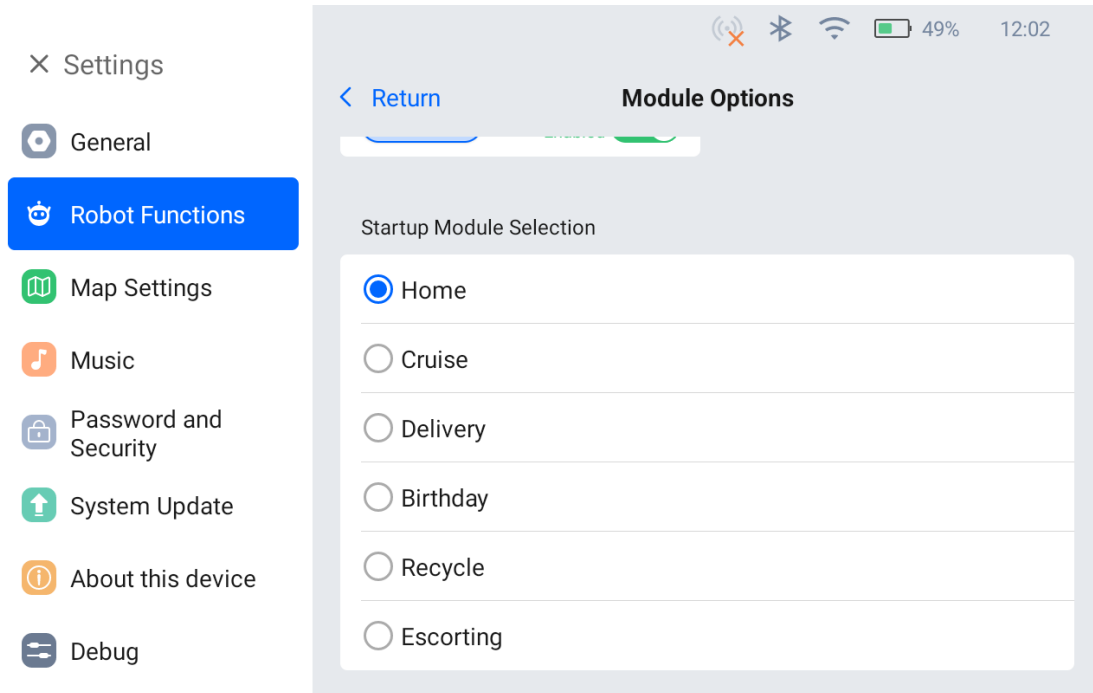 49%
12:02
Settings
Return
Module Options
General
Robot Functions
Map Settings
Music
Password and
Security
System Update
About this device
Debug
Startup Module Selection
Home
Cruise
Delivery
Birthday
Recycle
Escorting